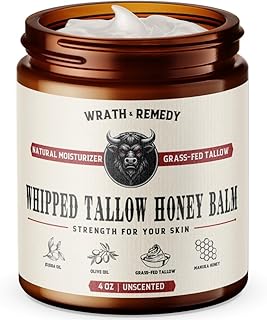 WRATH & REMEDY
NATURAL MOISTURIZER GRASS-FED TALLOW
WHIPPED TALLOW HONEY BALM
STRENGTH FOR YOUR SKIN
JOJOBA OIL OLIVE OIL GRASS-FED TALLOW MANUKA HONEY
4 OZ | UNSCENTED